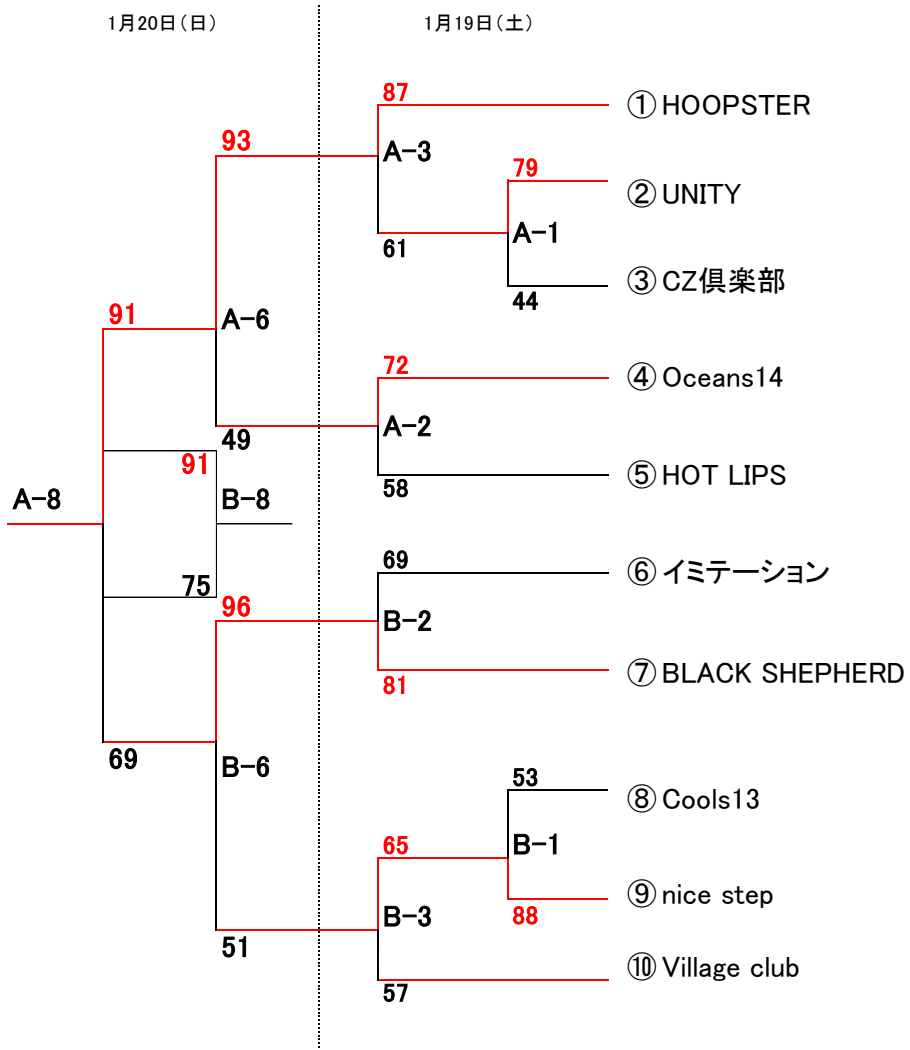 1月20日(日)
1月19日(土)
87
① HOOPSTER
93
A-3
79
② UNITY
61
A-1
③ CZ倶楽部
44
91
A-6
72
④ Oceans14
49
A-2
91
⑤ HOT LIPS
58
A-8
B-8
69
⑥ イミテーション
75
96
B-2
⑦ BLACK SHEPHERD
81
69
B-6
53
⑧ Cools13
65
B-1
⑨ nice step
88
B-3
51
⑩ Village club
57